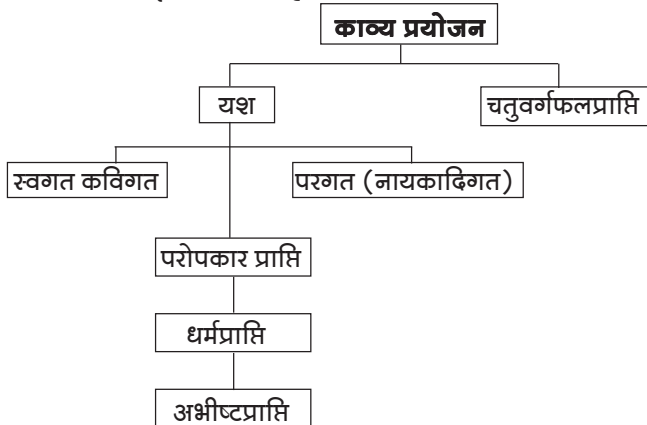 काव्य प्रयोजन
यश
चतुवर्गफलप्राप्ति
स्वगत कविगत
परगत (नायकादिगत)
परोपकार प्राप्ति
धर्मप्राप्ति
अभीष्टप्राप्ति